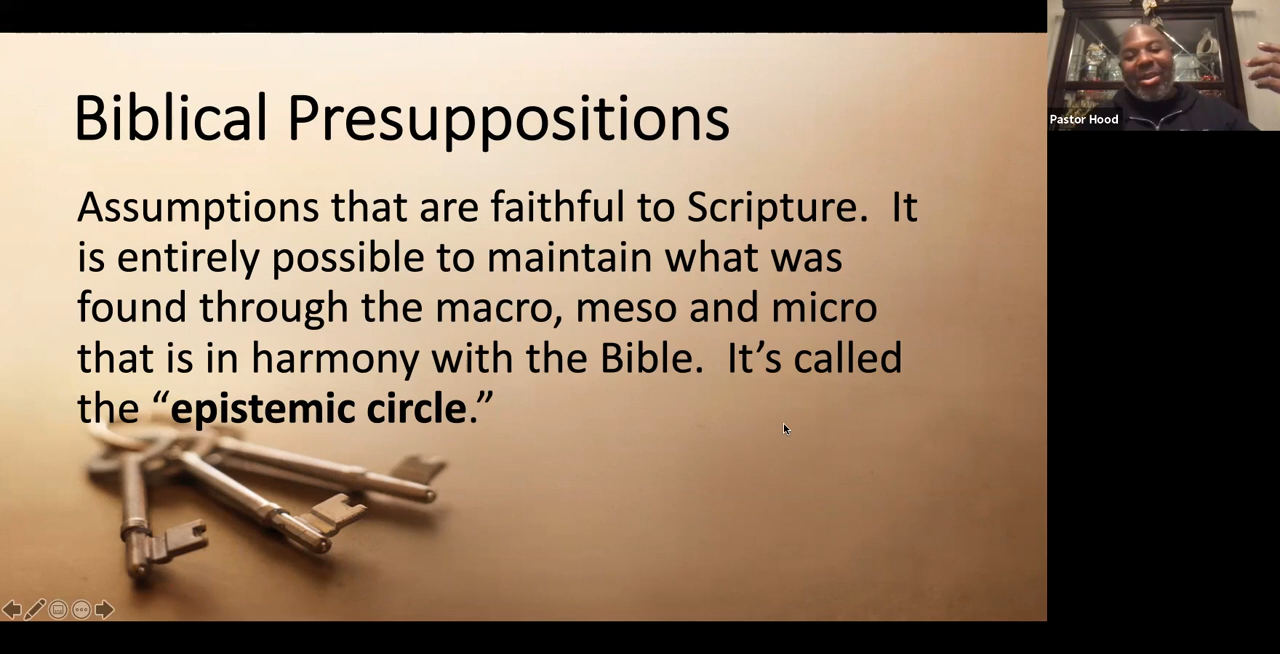 Biblical Presuppositions
Assumptions that are faithful to Scripture.  It
is entirely possible to maintain what was
found through the macro, meso and micro
that is in harmony with the Bible.  It’s called
the “epistemic circle.”
Pastor Hood